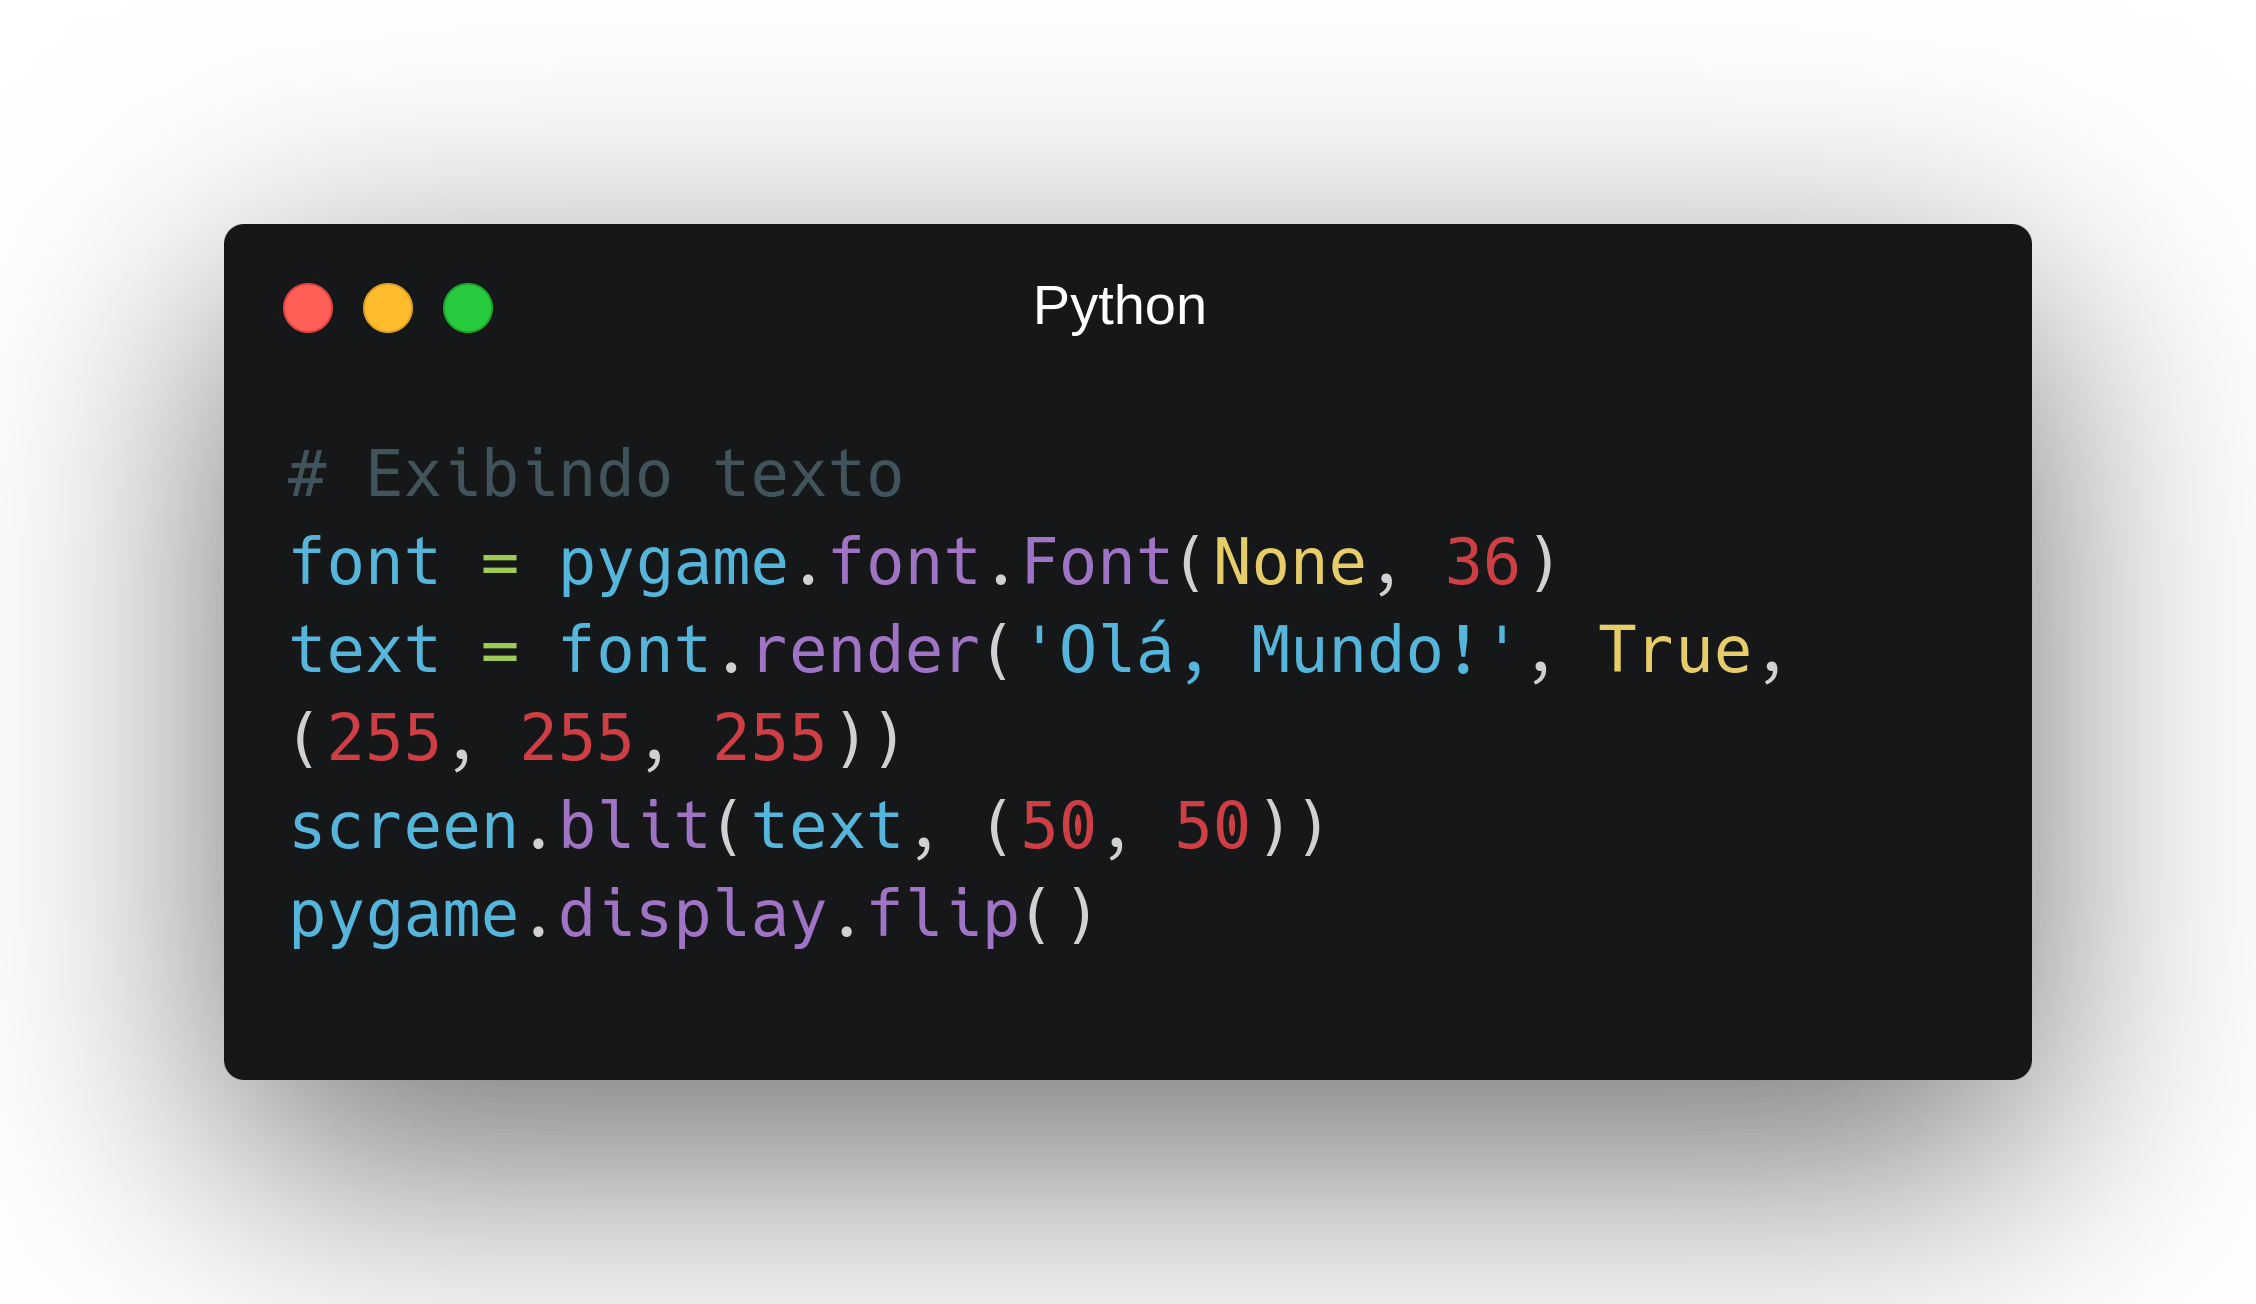 Python
# Exibindo texto
font = pygame.font.Font(None, 36)
text = font.render('Olá, Mundo!', True,
(255, 255, 255))
screen.blit(text, (50, 50))
pygame.display.flip()